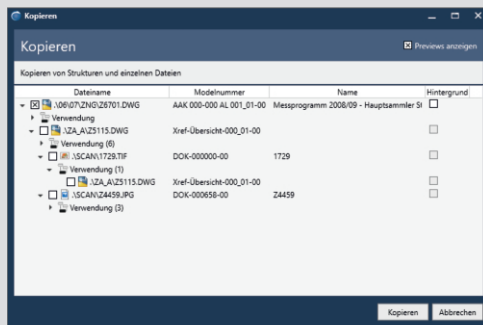 Kopieren
Kopieren
Previews anzeigen
Kopieren von Strukturen und einzelnen Dateien
Dateiname Modelnummer Name Hintergrund
.\06\07\ZNG\Z6701.DWG AAK 000-000 AL 001_01-00 Messprogramm 2008/09 - Hauptsammler St
Verwendung
.\ZA_A\Z5115.DWG Xref-Übersicht-000_01-00
Verwendung (6)
.\SCAN\1729.TIF DOK-000000-00 1729
Verwendung (1)
.\ZA_A\Z5115.DWG Xref-Übersicht-000_01-00
.\SCAN\Z4459.JPG DOK-000658-00 Z4459
Verwendung (3)
Kopieren Abbrechen